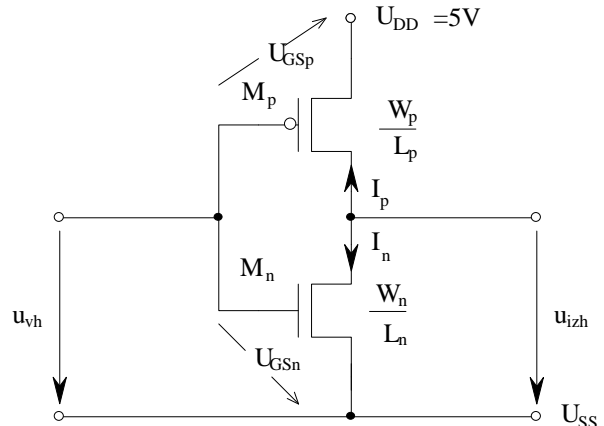 U_DD =5V
U_GSp
M_p
W_p
L_p
I_p
I_n
M_n
W_n
L_n
u_vh
u_izh
U_GSn
U_SS